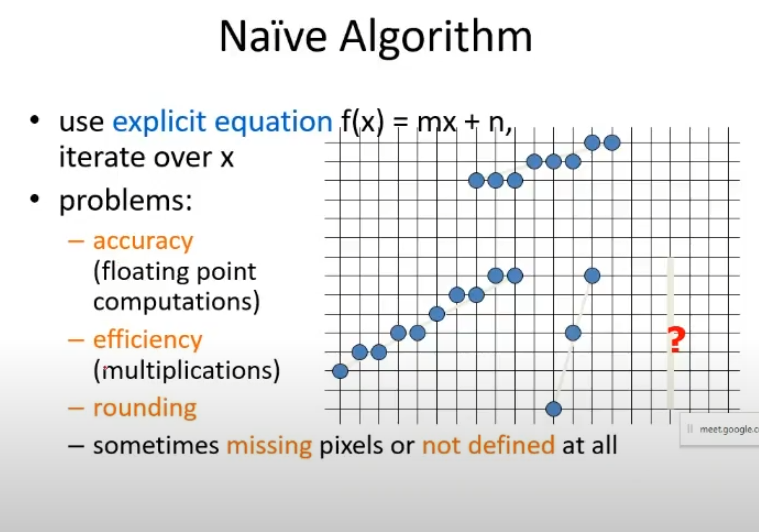 Naïve Algorithm
• use explicit equation f(x) = mx + n,
iterate over x
• problems:
– accuracy
(floating point
computations)
– efficiency
(multiplications)
– rounding
– sometimes missing pixels or not defined at all
?
meet.google.c